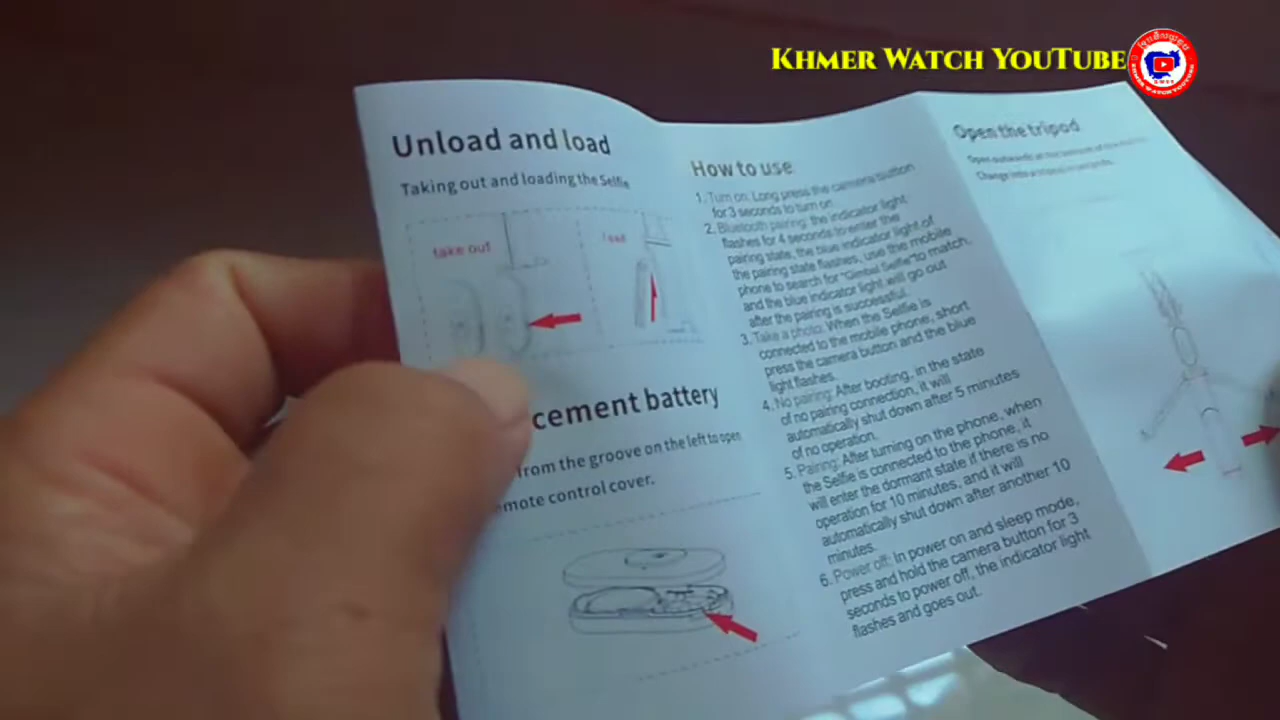 KHMER WATCH YOUTUBE
Unload and load
Taking out and loading the Selfie
take out
cement battery
from the groove on the left to open
emote control cover.
How to use
1. Turn on: Long press the camera button
for 3 seconds to turn on
2. Bluetooth pairing: the indicator light
flashes for 4 seconds to enter the
pairing state, the blue indicator light of
the pairing state flashes, use the mobile
phone to search for "Gimbal Selfie" to match,
and the blue indicator light will go out
after the pairing is successful.
3. Take a photo: When the Selfie is
connected to the mobile phone, short
press the camera button and the blue
light flashes.
4. No pairing: After booting, in the state
of no pairing connection, it will
automatically shut down after 5 minutes
of no operation.
5. Pairing: After turning on the phone, when
the Selfie is connected to the phone, it
will enter the dormant state if there is no
operation for 10 minutes, and it will
automatically shut down after another 10
minutes.
6. Power off: In power on and sleep mode,
press and hold the camera button for 3
seconds to power off, the indicator light
flashes and goes out.
Open the tripod
Open outwards at the bottom of
Change into a